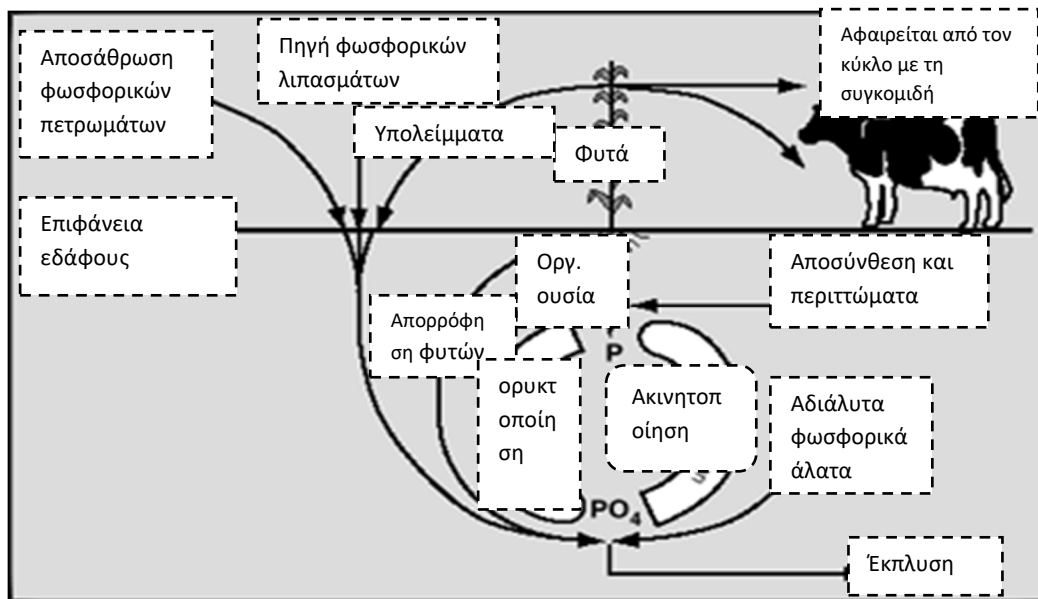 Αποσάθρωση
φωσφορικών
πετρωμάτων
Πηγή φωσφορικών
λιπασμάτων
Υπολείμματα
Φυτά
Αφαιρείται από τον
κύκλο με τη
συγκομιδή
Επιφάνεια
εδάφους
Οργ.
ουσία
Αποσύνθεση και
περιττώματα
Απορρόφη
ση φυτών
P
ορυκτ
οποίη
ση
Ακινητοπ
οίηση
Αδιάλυτα
φωσφορικά
άλατα
PO4
Έκπλυση